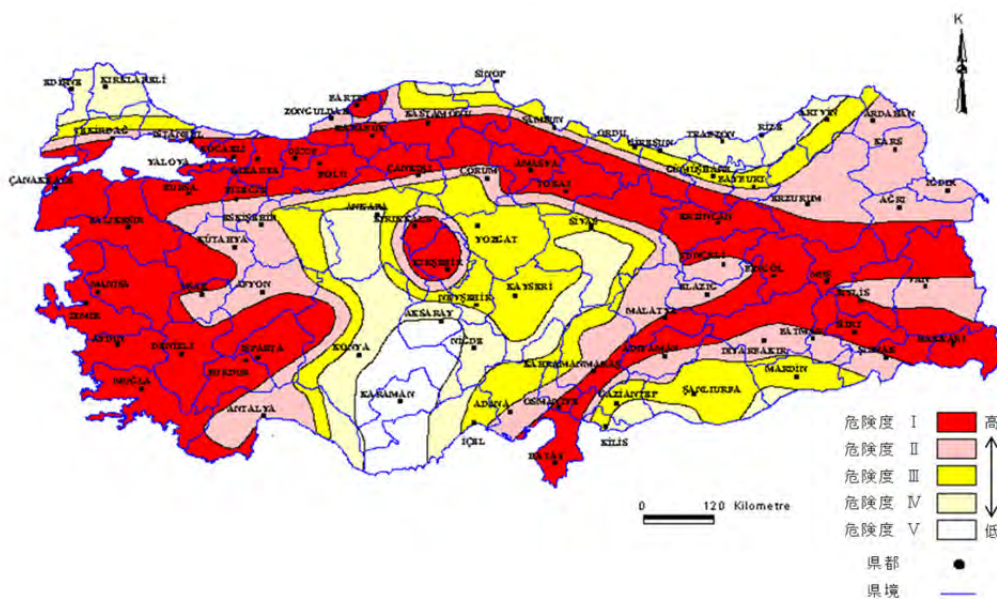 K
SİNOP
EDİRNE KIRKLARELİ
BARTIN
ZONGULDAK KASTAMONU
SAMSUN ORDU TRABZON RİZE ARTVİN ARDAHAN
TEKİRDAĞ İSTANBUL KARABÜK GİRESUN KARS
YALOVA KOCAELİ SAKARYA BOLU ÇANKIRI AMASYA GÜMÜŞHANE BAYBURT
ÇANAKKALE BURSA BİLECİK ÇORUM TOKAT ERZURUM AĞRI IĞDIR
BALIKESİR ESKİŞEHİR ANKARA KIRIKKALE YOZGAT SİVAS ERZİNCAN
KÜTAHYA KIRŞEHİR TUNCELİ BİNGÖL MUŞ
MANİSA UŞAK AFYON NEVŞEHİR KAYSERİ ELAZIĞ BİTLİS VAN
İZMİR AKSARAY MALATYA
AYDIN DENİZLİ ISPARTA KONYA NİĞDE KAHRAMANMARAŞ ADIYAMAN DİYARBAKIR BATMAN SİİRT ŞIRNAK HAKKARİ
MUĞLA BURDUR KARAMAN ŞANLIURFA MARDİN
ANTALYA ADANA OSMANİYE GAZİANTEP
İÇEL KİLİS
HATAY
危険度 Ⅰ 高
危険度 Ⅱ
危険度 Ⅲ
危険度 Ⅳ
危険度 Ⅴ 低
県都
県境
0 120 Kilometre